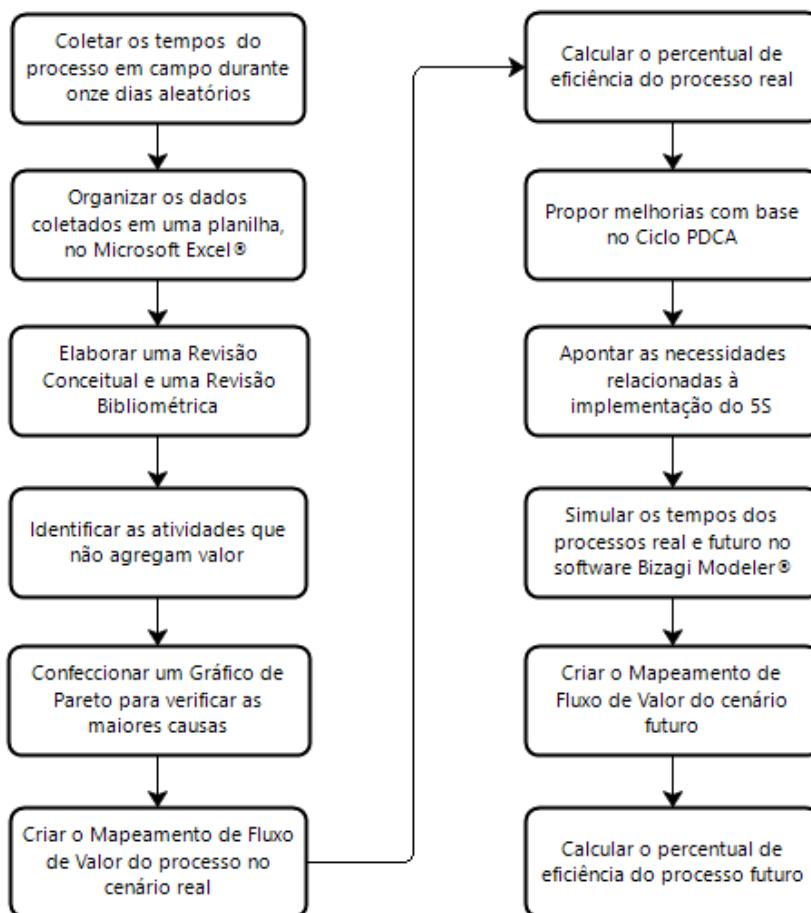 Coletar os tempos do
processo em campo durante
onze dias aleatórios
Organizar os dados
coletados em uma planilha,
no Microsoft Excel®
Elaborar uma Revisão
Conceitual e uma Revisão
Bibliométrica
Identificar as atividades que
não agregam valor
Confeccionar um Gráfico de
Pareto para verificar as
maiores causas
Criar o Mapeamento de Fluxo
de Valor do processo no
cenário real
Calcular o percentual de
eficiência do processo real
Propor melhorias com base
no Ciclo PDCA
Apontar as necessidades
relacionadas à
implementação do 5S
Simular os tempos dos
processos real e futuro no
software Bizagi Modeler®
Criar o Mapeamento de
Fluxo de Valor do cenário
futuro
Calcular o percentual de
eficiência do processo futuro